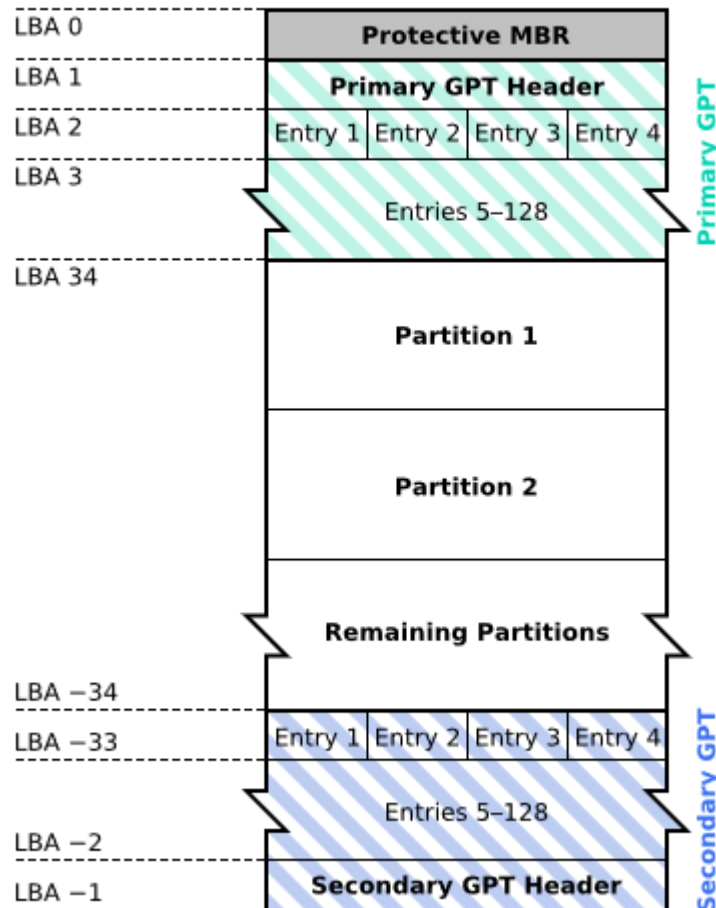 LBA 0
Protective MBR
LBA 1
Primary GPT Header
LBA 2
Entry 1 Entry 2 Entry 3 Entry 4
LBA 3
Entries 5–128
Primary GPT
LBA 34
Partition 1
Partition 2
Remaining Partitions
LBA −34
LBA −33
Entry 1 Entry 2 Entry 3 Entry 4
Entries 5–128
LBA −2
LBA −1
Secondary GPT Header
Secondary GPT